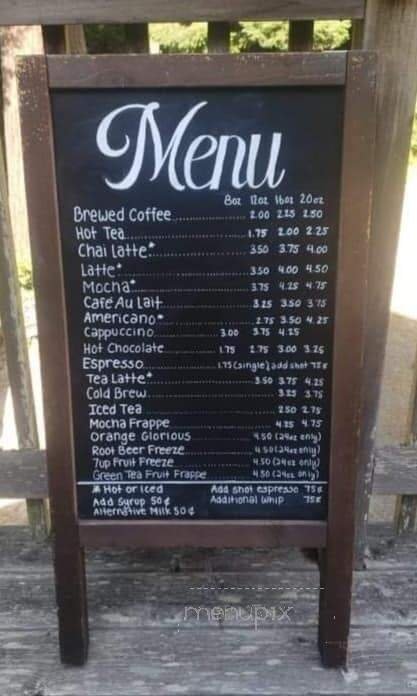 Menu
8oz 12oz 16oz 20oz
Brewed Coffee 2.00 2.25 2.50
Hot Tea 1.75 2.00 2.25
Chai latte* 3.50 3.75 4.00
Latte* 3.50 4.00 4.50
Mocha* 3.75 4.25 4.75
Café Au lait 3.25 3.50 3.75
Americano* 2.75 3.50 4.25
Cappuccino 3.00 3.75 4.25
Hot Chocolate 1.75 2.75 3.00 3.25
Espresso 1.75 (single) add shot 75¢
Tea Latte* 3.50 3.75 4.25
Cold Brew 3.25 3.75
Iced Tea 2.50 2.75
Mocha Frappe 4.25 4.75
Orange Glorious 4.50 (24oz only)
Root Beer Freeze 4.50 (24oz only)
7up Fruit Freeze 4.50 (24oz only)
Green Tea Fruit Frappe 4.50 (24oz only)
* Hot or Iced Add shot espresso 75¢
Add Syrup 50¢ Additional whip 75¢
Alternative Milk 50¢
menupix